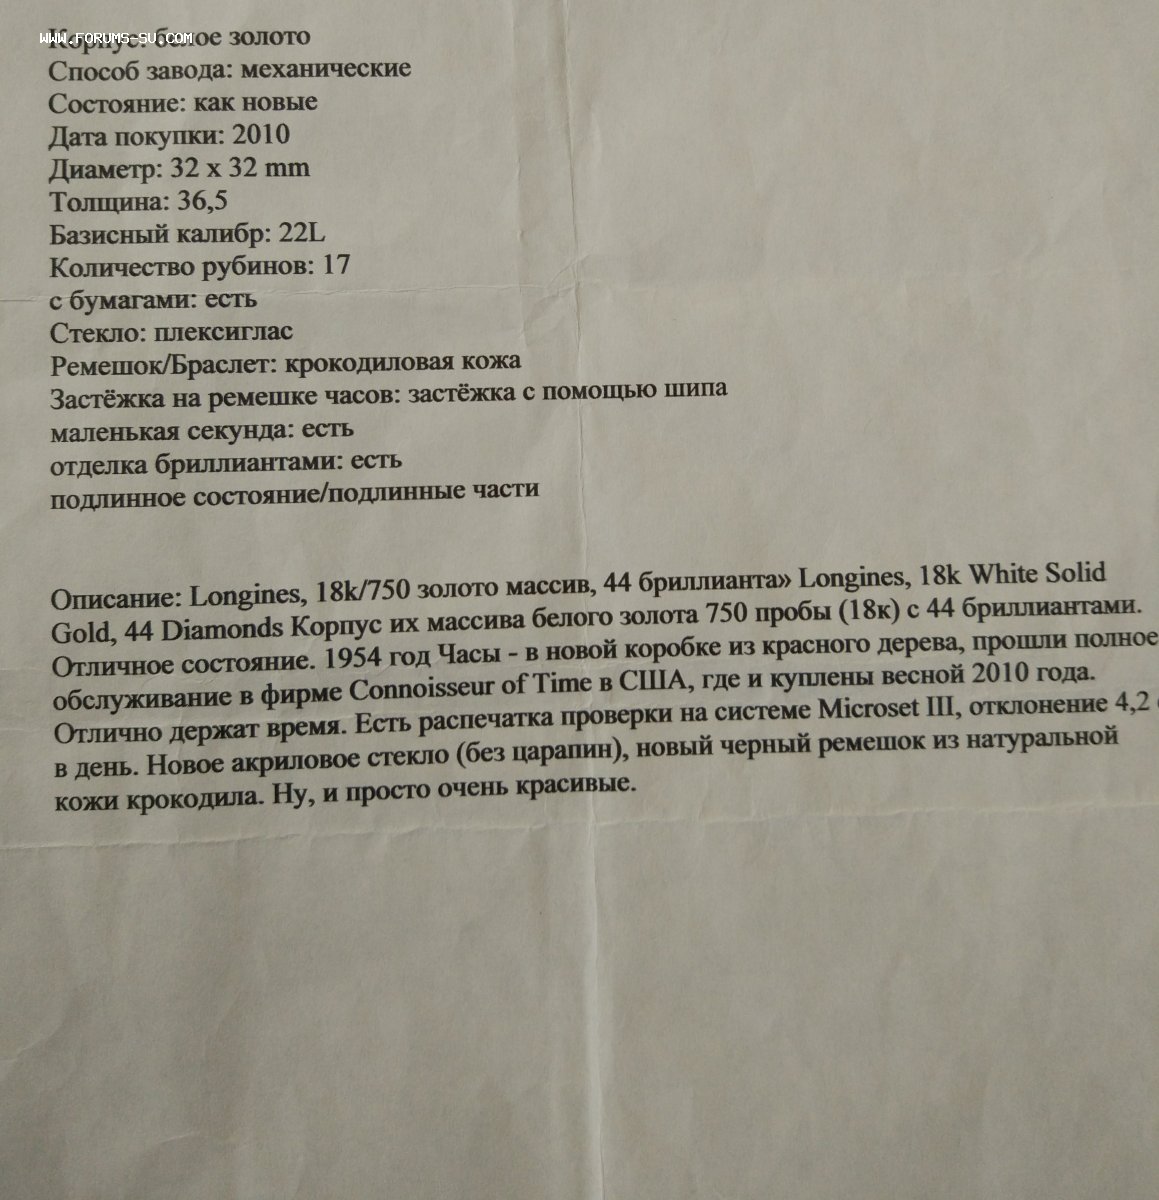 www.forums-su.com
Корпус: белое золото
Способ завода: механические
Состояние: как новые
Дата покупки: 2010
Диаметр: 32 x 32 mm
Толщина: 36,5
Базисный калибр: 22L
Количество рубинов: 17
с бумагами: есть
Стекло: плексиглас
Ремешок/Браслет: крокодиловая кожа
Застёжка на ремешке часов: застёжка с помощью шипа
маленькая секунда: есть
отделка бриллиантами: есть
подлинное состояние/подлинные части
Описание: Longines, 18k/750 золото массив, 44 бриллианта» Longines, 18k White Solid
Gold, 44 Diamonds Корпус их массива белого золота 750 пробы (18к) с 44 бриллиантами.
Отличное состояние. 1954 год Часы - в новой коробке из красного дерева, прошли полное
обслуживание в фирме Connoisseur of Time в США, где и куплены весной 2010 года.
Отлично держат время. Есть распечатка проверки на системе Microset III, отклонение 4,2
в день. Новое акриловое стекло (без царапин), новый черный ремешок из натуральной
кожи крокодила. Ну, и просто очень красивые.